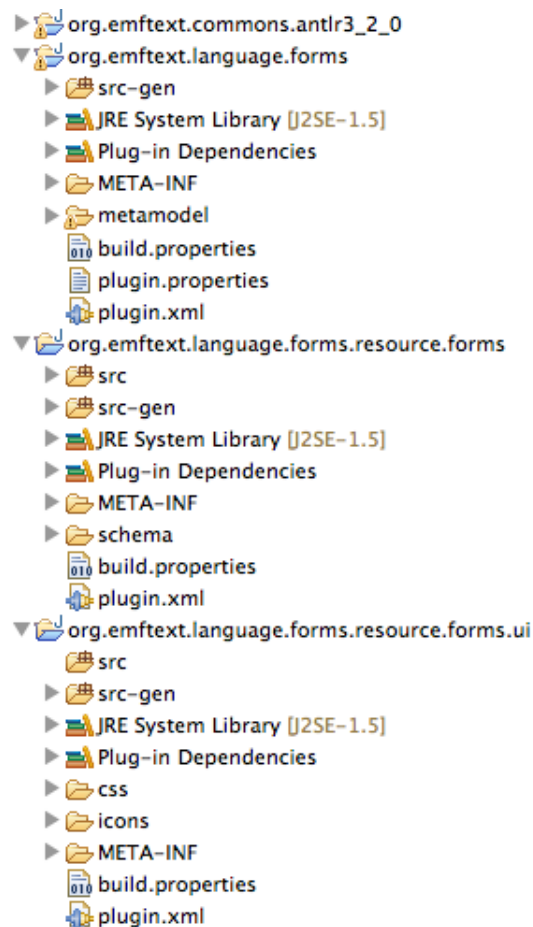 org.emftext.commons.antlr3_2_0
org.emftext.language.forms
src-gen
JRE System Library [J2SE-1.5]
Plug-in Dependencies
META-INF
metamodel
build.properties
plugin.properties
plugin.xml
org.emftext.language.forms.resource.forms
src
src-gen
JRE System Library [J2SE-1.5]
Plug-in Dependencies
META-INF
schema
build.properties
plugin.xml
org.emftext.language.forms.resource.forms.ui
src
src-gen
JRE System Library [J2SE-1.5]
Plug-in Dependencies
css
icons
META-INF
build.properties
plugin.xml